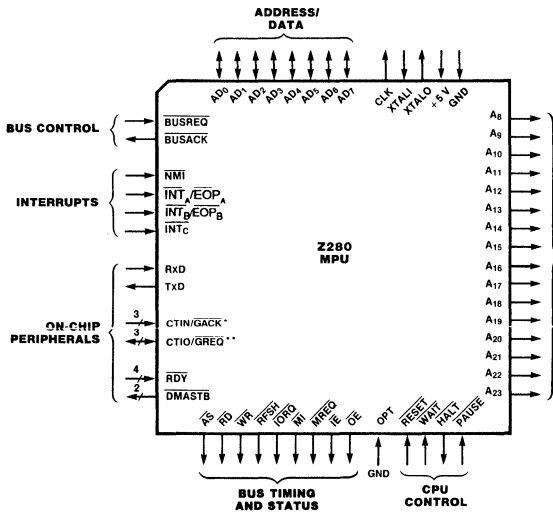 ADDRESS/
DATA
AD0 AD1 AD2 AD3 AD4 AD5 AD6 AD7
CLK XTALI XTALO +5 V GND
BUS CONTROL
BUSREQ
BUSACK
INTERRUPTS
NMI
INTA/EOPA
INTB/EOPB
INTC
Z280
MPU
ON-CHIP
PERIPHERALS
RxD
TxD
3 CTIN/GACK*
3 CTIO/GREQ**
4 RDY
2 DMASTB
A8
A9
A10
A11
A12
A13
A14
A15
A16
A17
A18
A19
A20
A21
A22
A23
AS RD WR RFSH IORQ MI MREQ IE OE OPT RESET WAIT HALT PAUSE
GND
BUS TIMING
AND STATUS
CPU
CONTROL